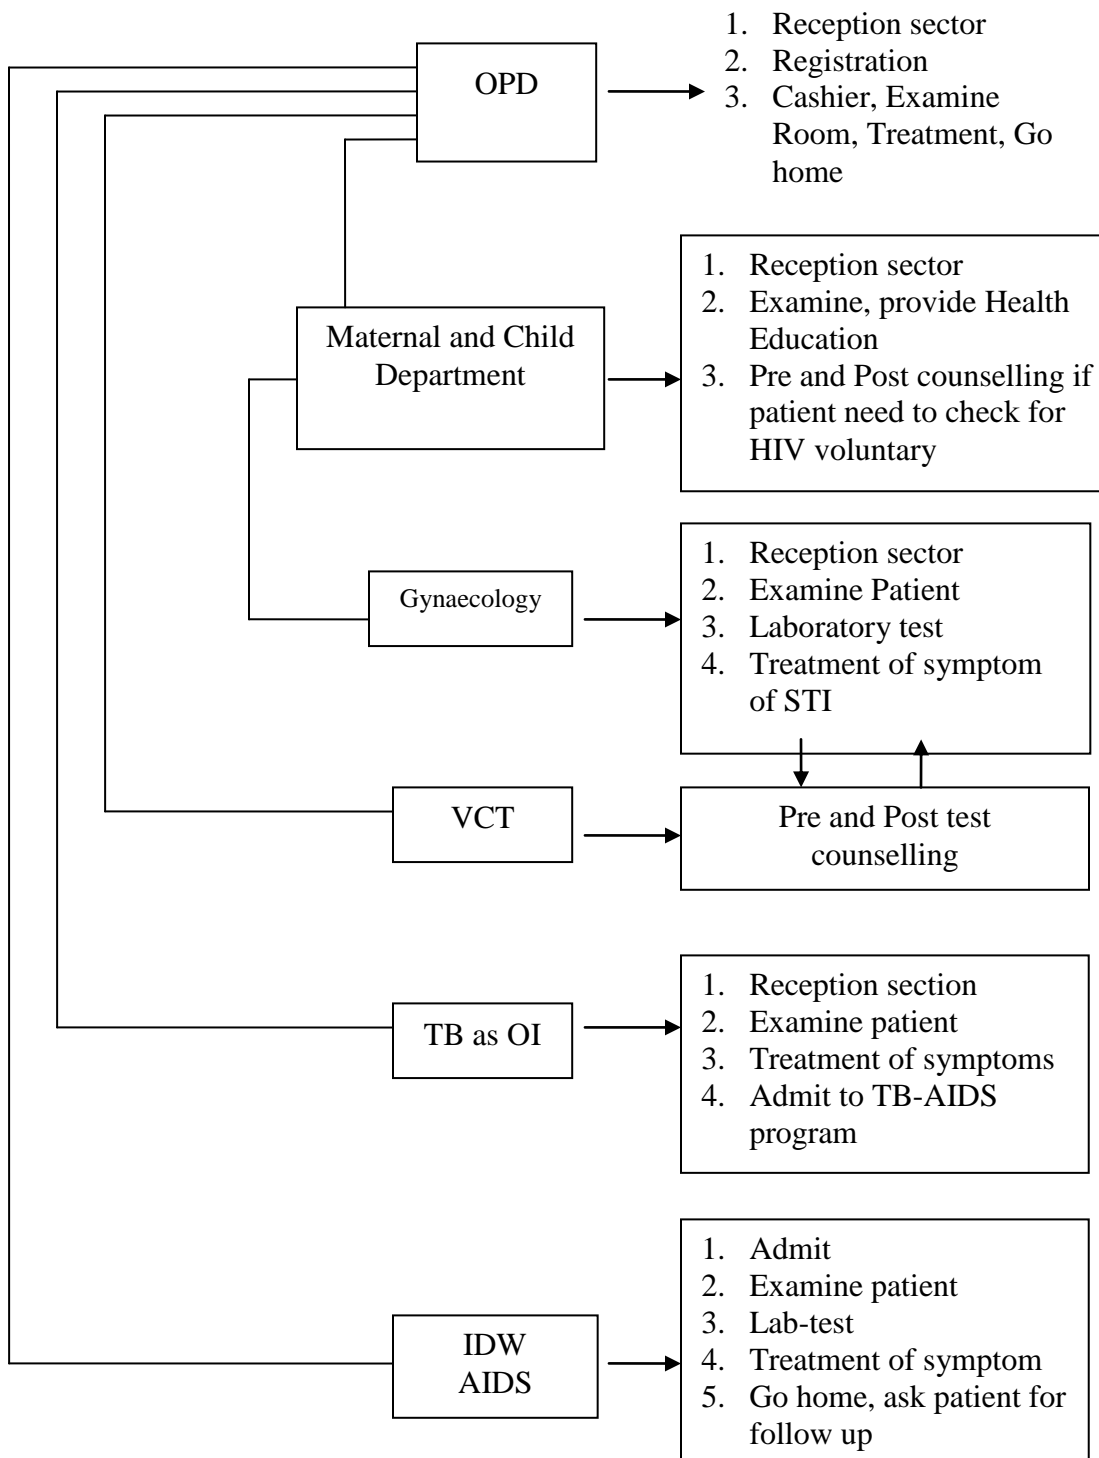 OPD
1. Reception sector
2. Registration
3. Cashier, Examine
Room, Treatment, Go
home
Maternal and Child
Department
1. Reception sector
2. Examine, provide Health
Education
3. Pre and Post counselling if
patient need to check for
HIV voluntary
Gynaecology
1. Reception sector
2. Examine Patient
3. Laboratory test
4. Treatment of symptom
of STI
VCT
Pre and Post test
counselling
TB as OI
1. Reception section
2. Examine patient
3. Treatment of symptoms
4. Admit to TB-AIDS
program
IDW
AIDS
1. Admit
2. Examine patient
3. Lab-test
4. Treatment of symptom
5. Go home, ask patient for
follow up